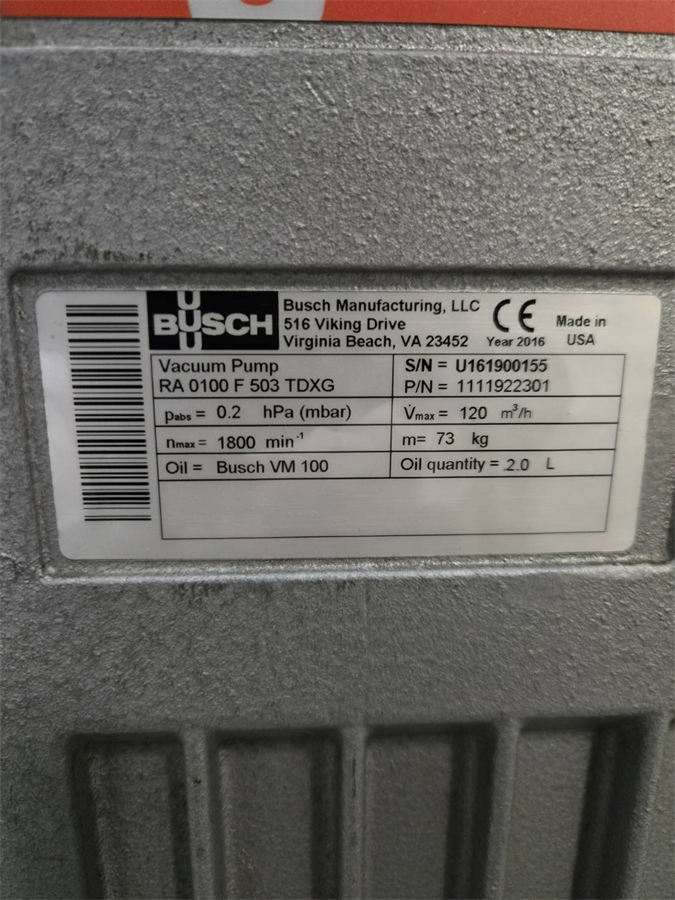 BUSCH
Busch Manufacturing, LLC
516 Viking Drive
Virginia Beach, VA 23452
CE
Year 2016
Made in
USA
Vacuum Pump
RA 0100 F 503 TDXG
S/N = U161900155
P/N = 1111922301
pabs = 0.2 hPa (mbar)
V̇max = 120 m³/h
nmax = 1800 min⁻¹
m= 73 kg
Oil = Busch VM 100
Oil quantity = 2.0 L